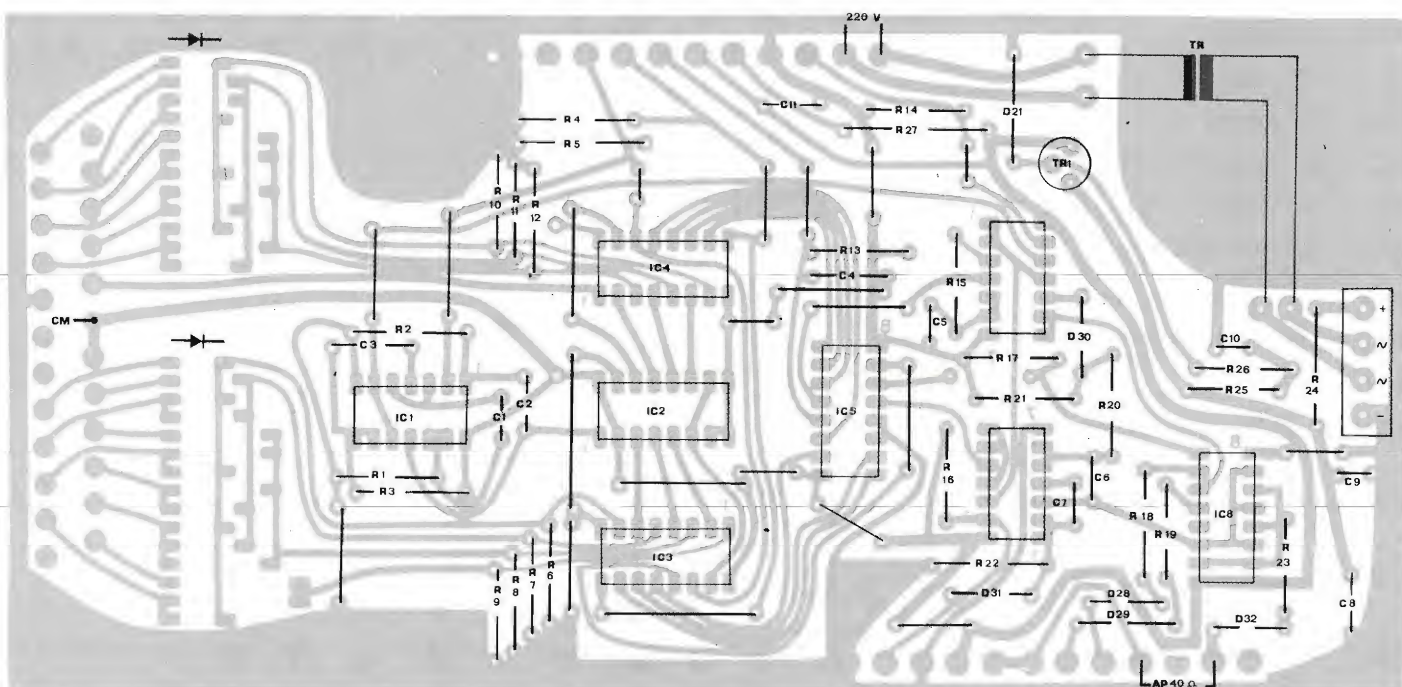 220 V
TR
C11
R14
D21
R4
R27
R5
TR1
R 10
R 11
R 12
R13
IC4
C4
R15
CM
R2
C3
C5
D30
C10
+
~
~
−
R17
R26
R25
R 24
IC1
C1
C2
IC2
IC5
R21
R20
R1
R3
R 16
C6
C7
R 18
R 19
IC8
C9
R 9
R 8
R 7
R 6
IC3
R22
R 23
D31
D28
D29
D32
C8
AP 40 Ω